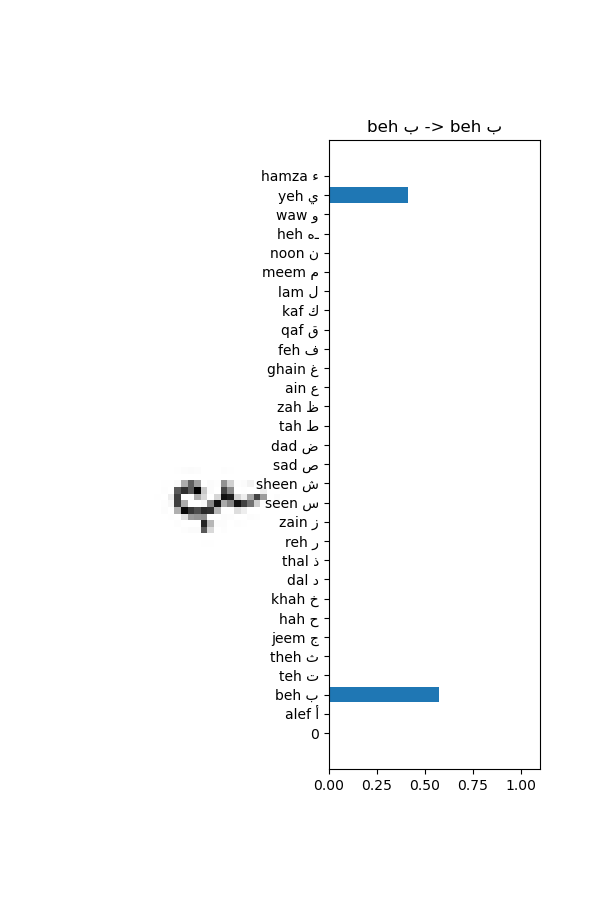 beh ب -> beh ب
hamza ء
yeh ي
waw و
heh هـ
noon ن
meem م
lam ل
kaf ك
qaf ق
feh ف
ghain غ
ain ع
zah ظ
tah ط
dad ض
sad ص
sheen ش
seen س
zain ز
reh ر
thal ذ
dal د
khah خ
hah ح
jeem ج
theh ث
teh ت
beh ب
alef أ
0
0.00 0.25 0.50 0.75 1.00